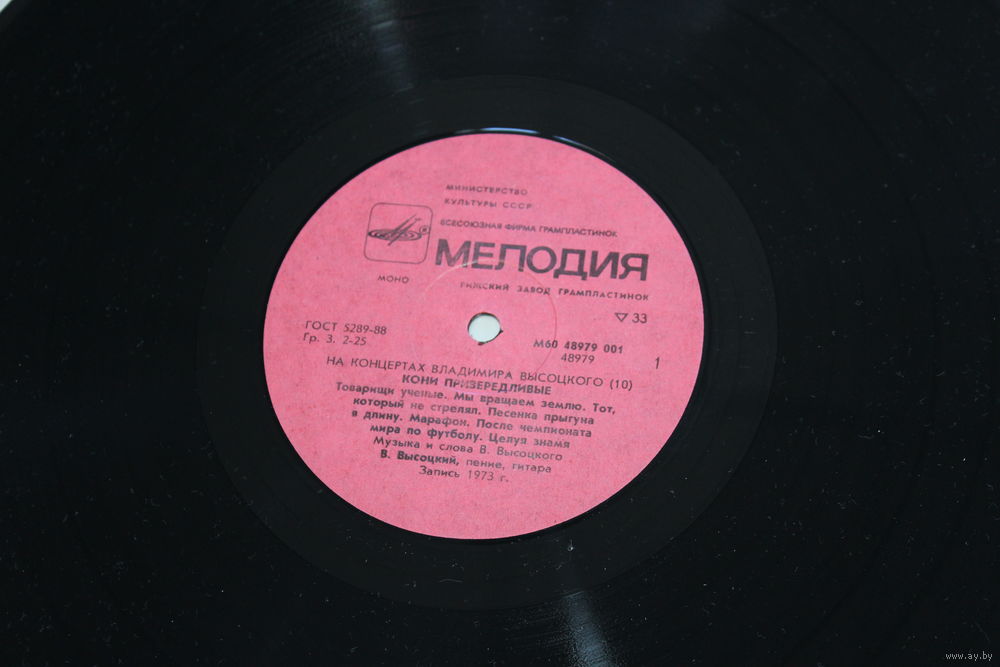 МИНИСТЕРСТВО
КУЛЬТУРЫ СССР
ВСЕСОЮЗНАЯ ФИРМА ГРАМПЛАСТИНОК
МЕЛОДИЯ
МОНО
РИЖСКИЙ ЗАВОД ГРАМПЛАСТИНОК
▽ 33
ГОСТ 5289-88
Гр. 3. 2-25
М60 48979 001
48979
1
НА КОНЦЕРТАХ ВЛАДИМИРА ВЫСОЦКОГО (10)
КОНИ ПРИВЕРЕДЛИВЫЕ
Товарищи ученые. Мы вращаем землю. Тот,
который не стрелял. Песенка прыгуна
в длину. Марафон. После чемпионата
мира по футболу. Целуя знамя
Музыка и слова В. Высоцкого
В. Высоцкий, пение, гитара
Запись 1973 г.
www.ay.by